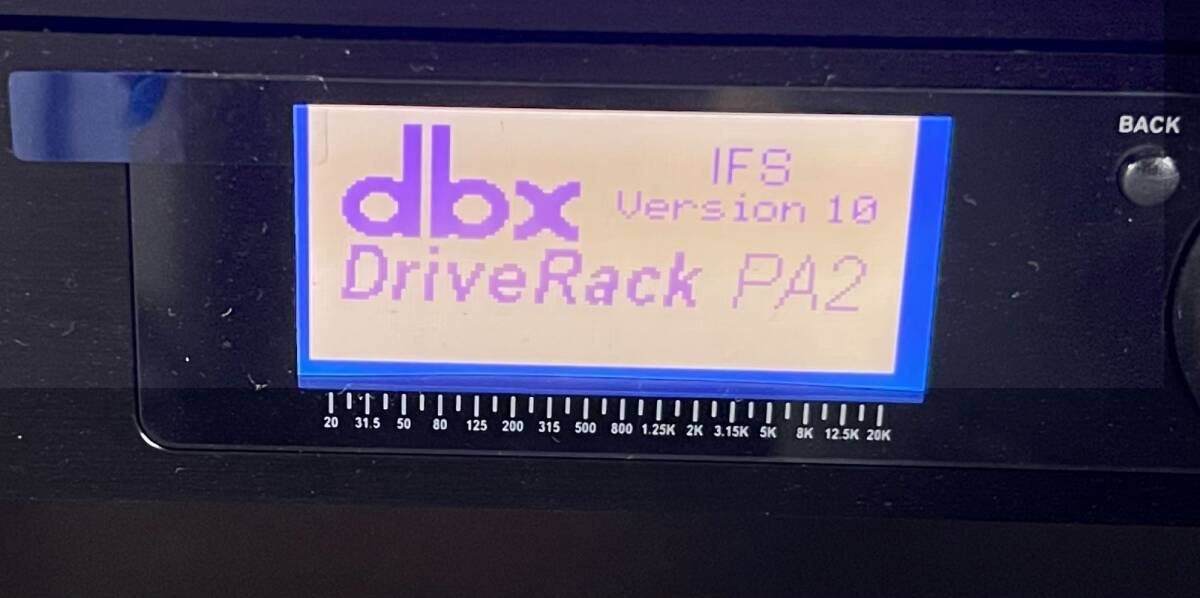 dbx
IFS
Version 10
DriveRack PA2
BACK
20 31.5 50 80 125 200 315 500 800 1.25K 2K 3.15K 5K 8K 12.5K 20K